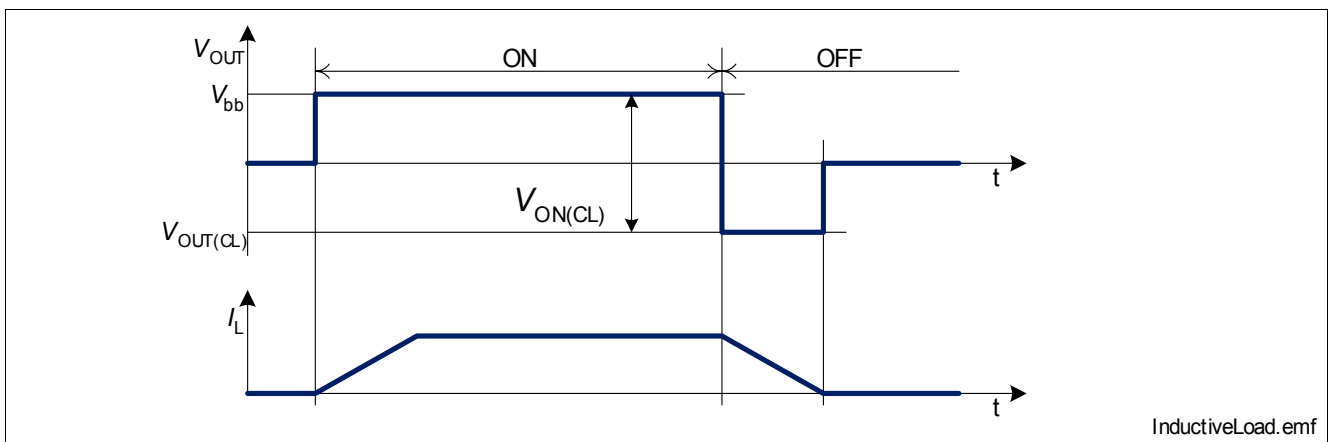 VOUT
ON
OFF
Vbb
t
VON(CL)
VOUT(CL)
IL
t
InductiveLoad.emf